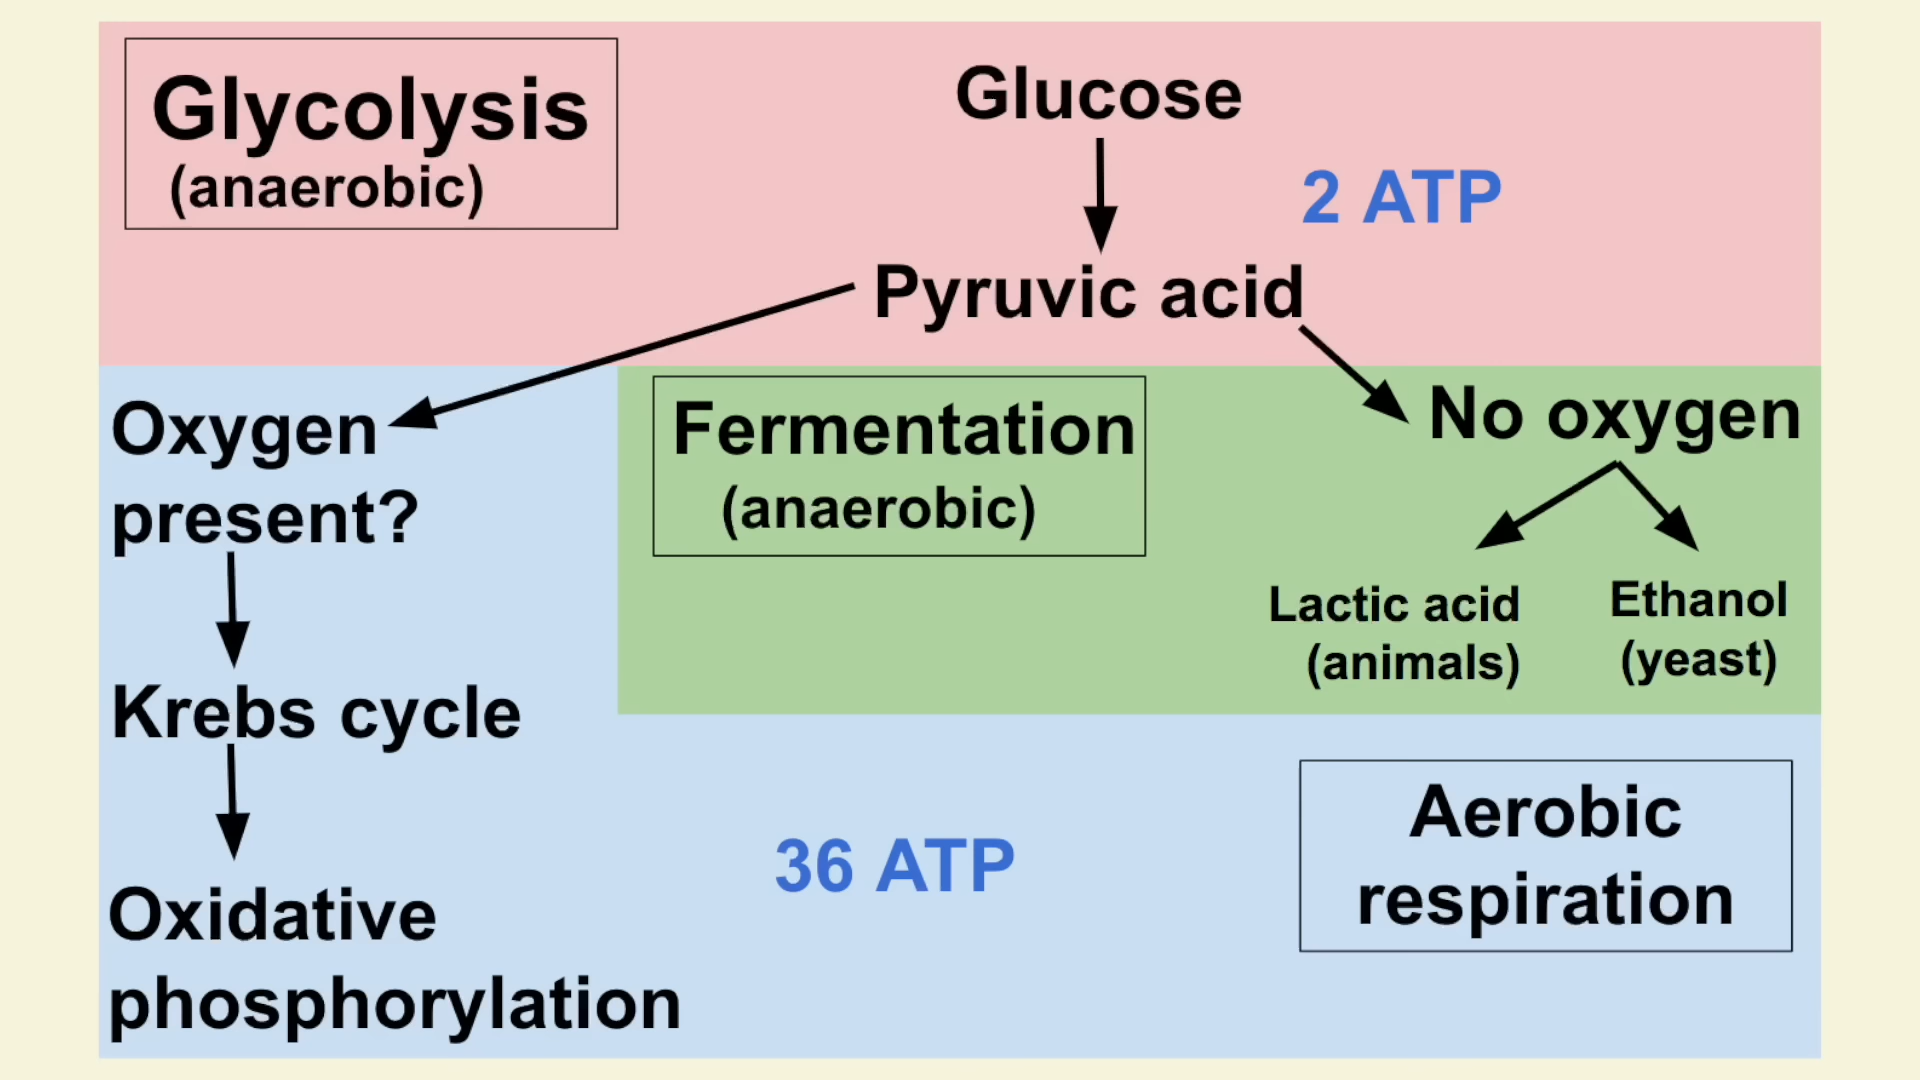 Glycolysis
(anaerobic)
Glucose
2 ATP
Pyruvic acid
Oxygen
present?
Fermentation
(anaerobic)
No oxygen
Lactic acid
(animals)
Ethanol
(yeast)
Krebs cycle
Oxidative
phosphorylation
36 ATP
Aerobic
respiration